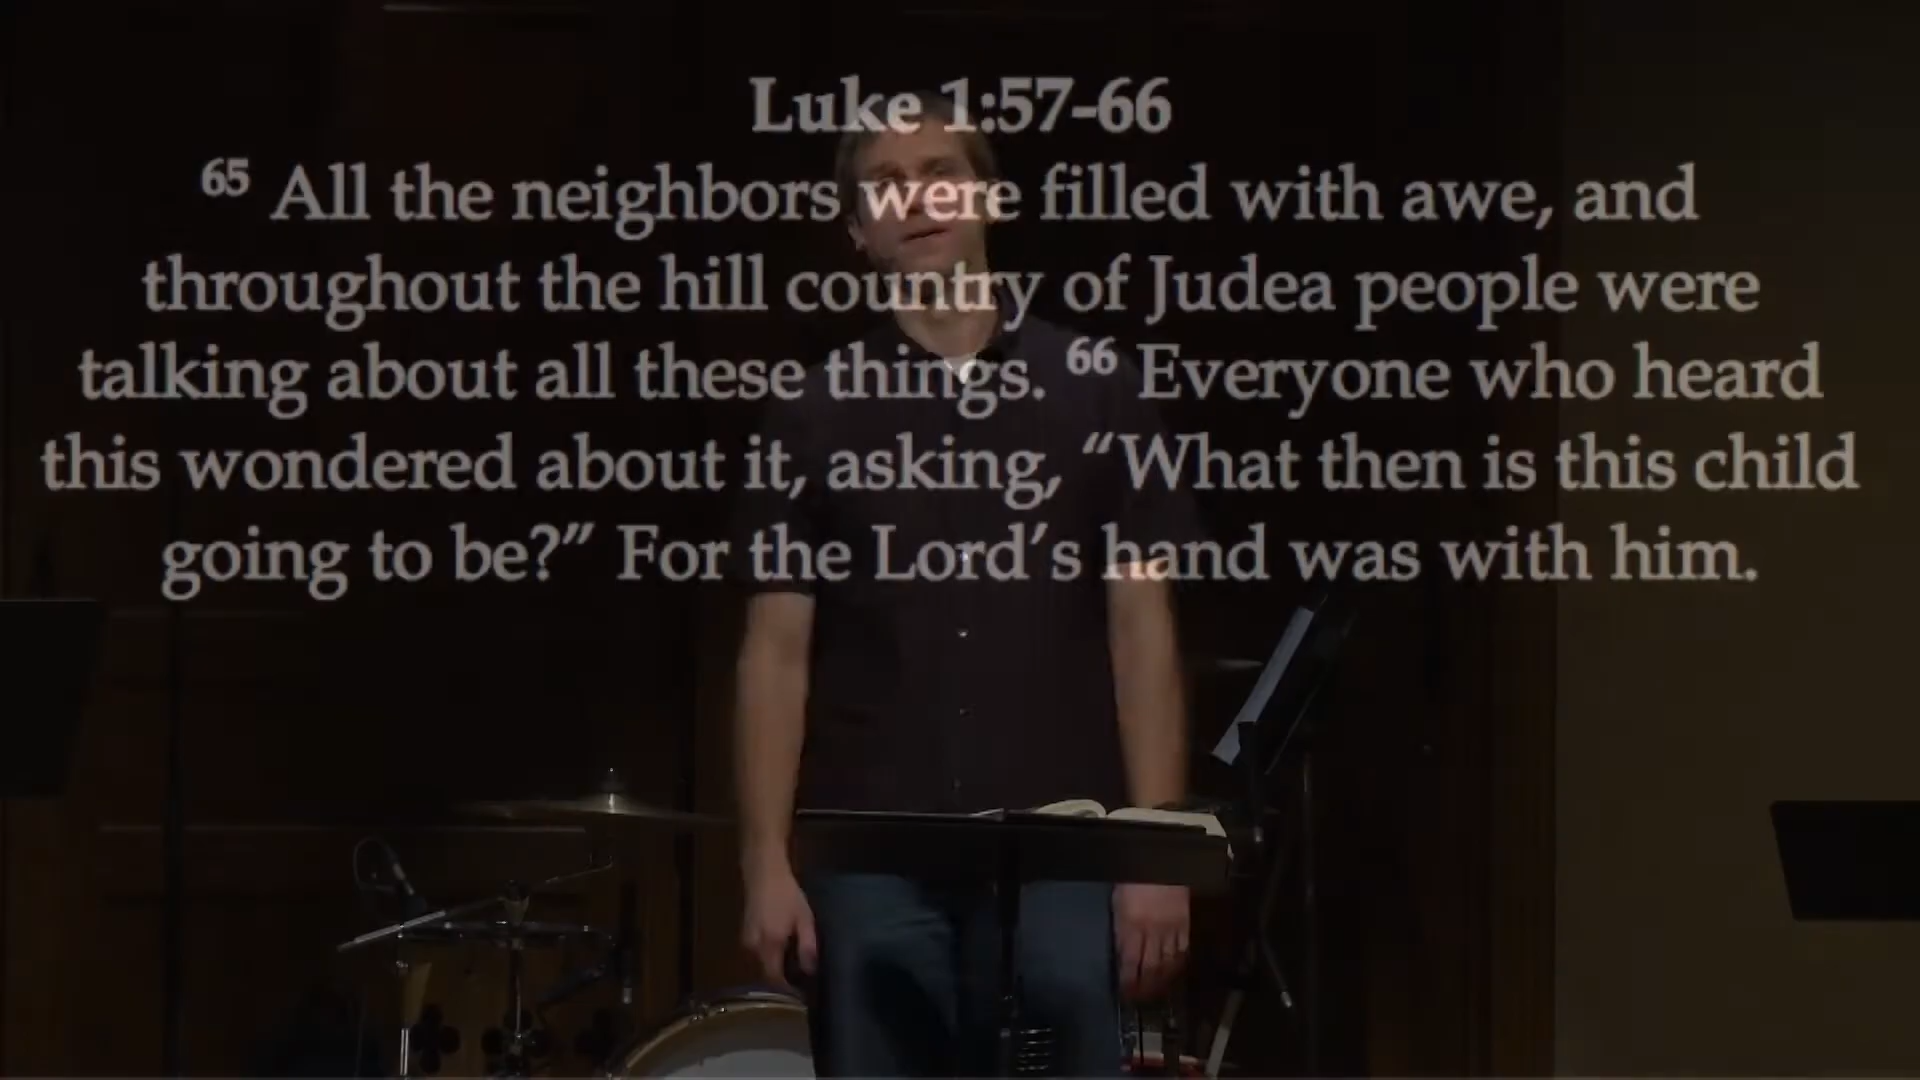 Luke 1:57-66
65 All the neighbors were filled with awe, and
throughout the hill country of Judea people were
talking about all these things. 66 Everyone who heard
this wondered about it, asking, “What then is this child
going to be?” For the Lord’s hand was with him.